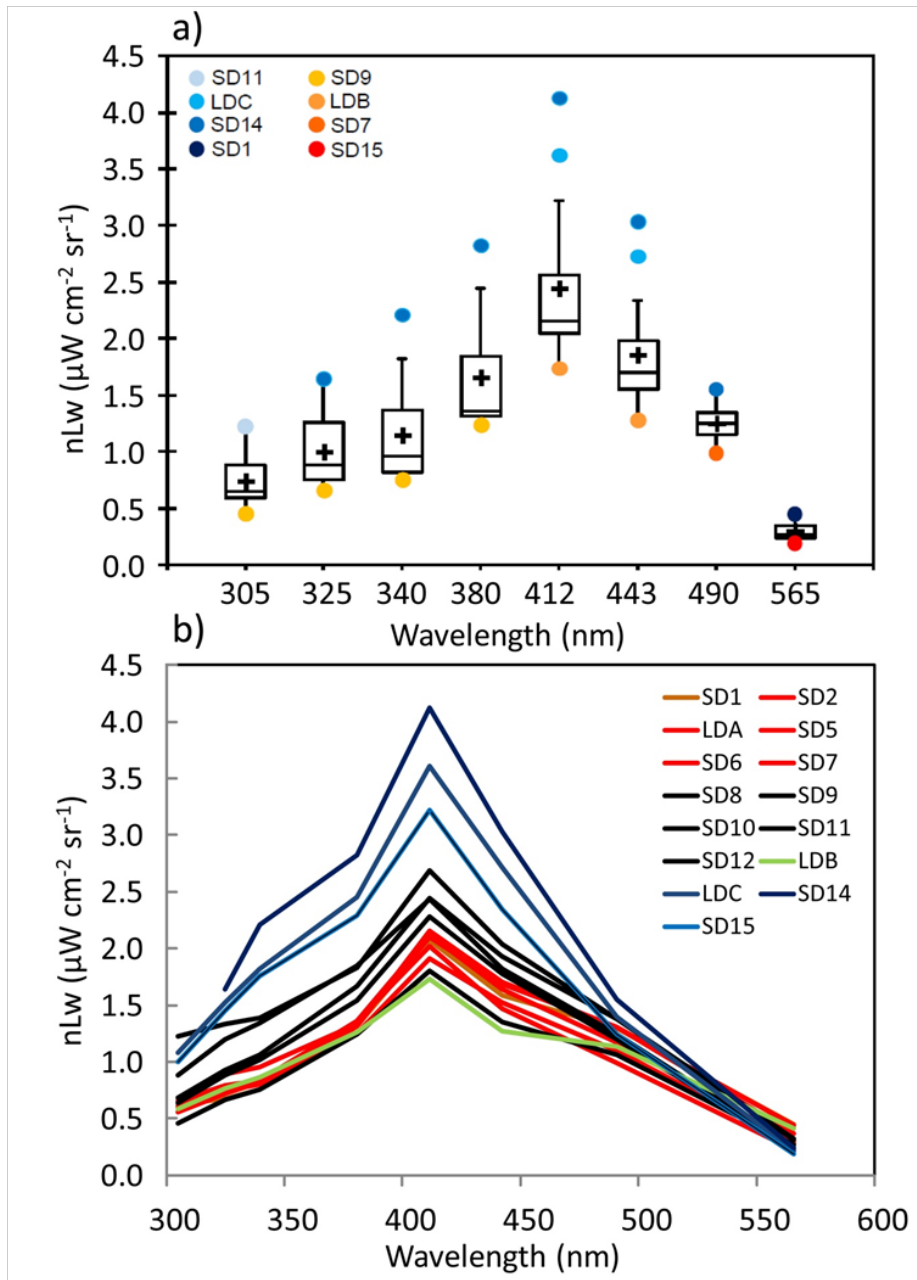 a)
4.5
4.0
3.5
3.0
2.5
2.0
1.5
1.0
0.5
0.0
nLw (µW cm⁻² sr⁻¹)
SD11 SD9
LDC LDB
SD14 SD7
SD1 SD15
305 325 340 380 412 443 490 565
Wavelength (nm)
b)
4.5
4.0
3.5
3.0
2.5
2.0
1.5
1.0
0.5
0.0
nLw (µW cm⁻² sr⁻¹)
SD1 SD2
LDA SD5
SD6 SD7
SD8 SD9
SD10 SD11
SD12 LDB
LDC SD14
SD15
300 350 400 450 500 550 600
Wavelength (nm)